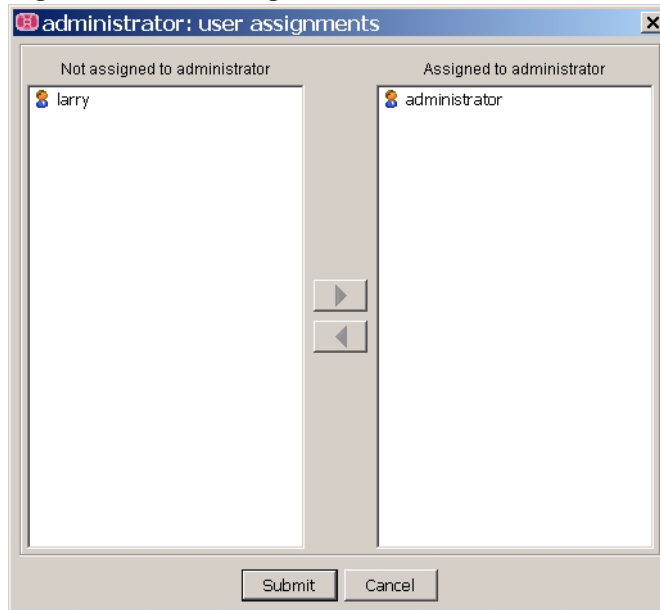 administrator: user assignments
Not assigned to administrator
Assigned to administrator
larry
administrator
Submit
Cancel